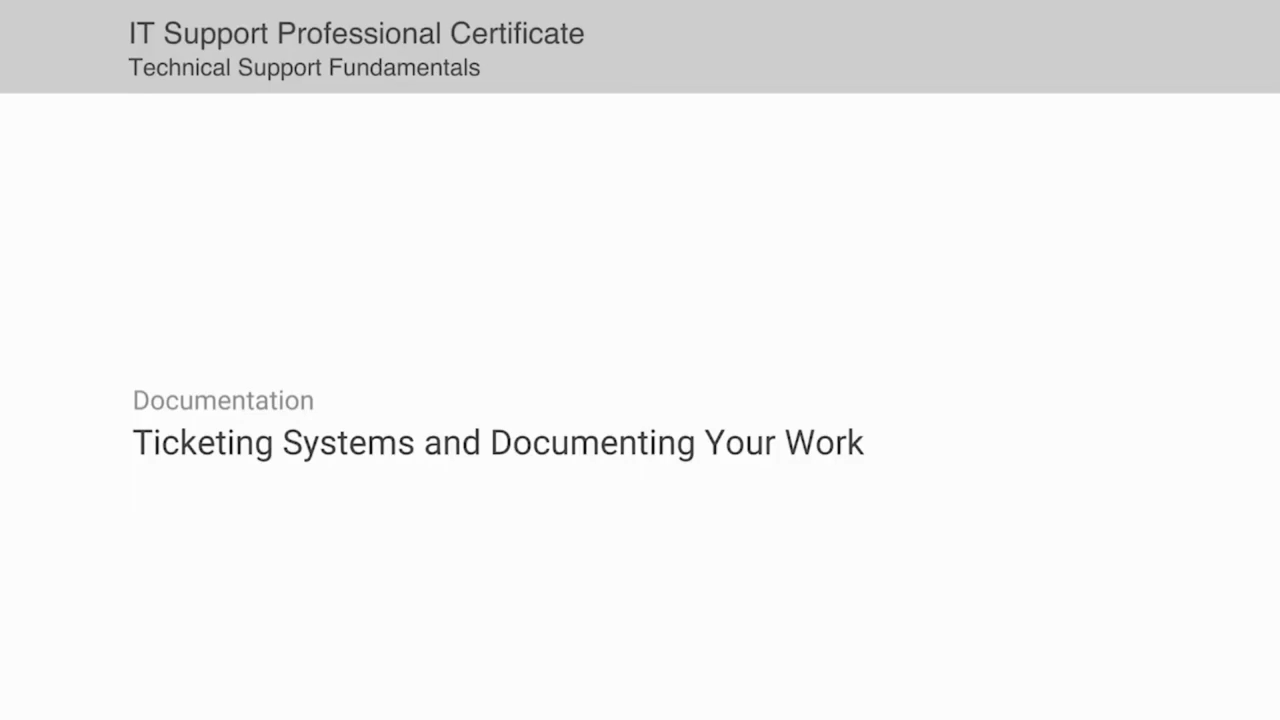 IT Support Professional Certificate
Technical Support Fundamentals
Documentation
Ticketing Systems and Documenting Your Work